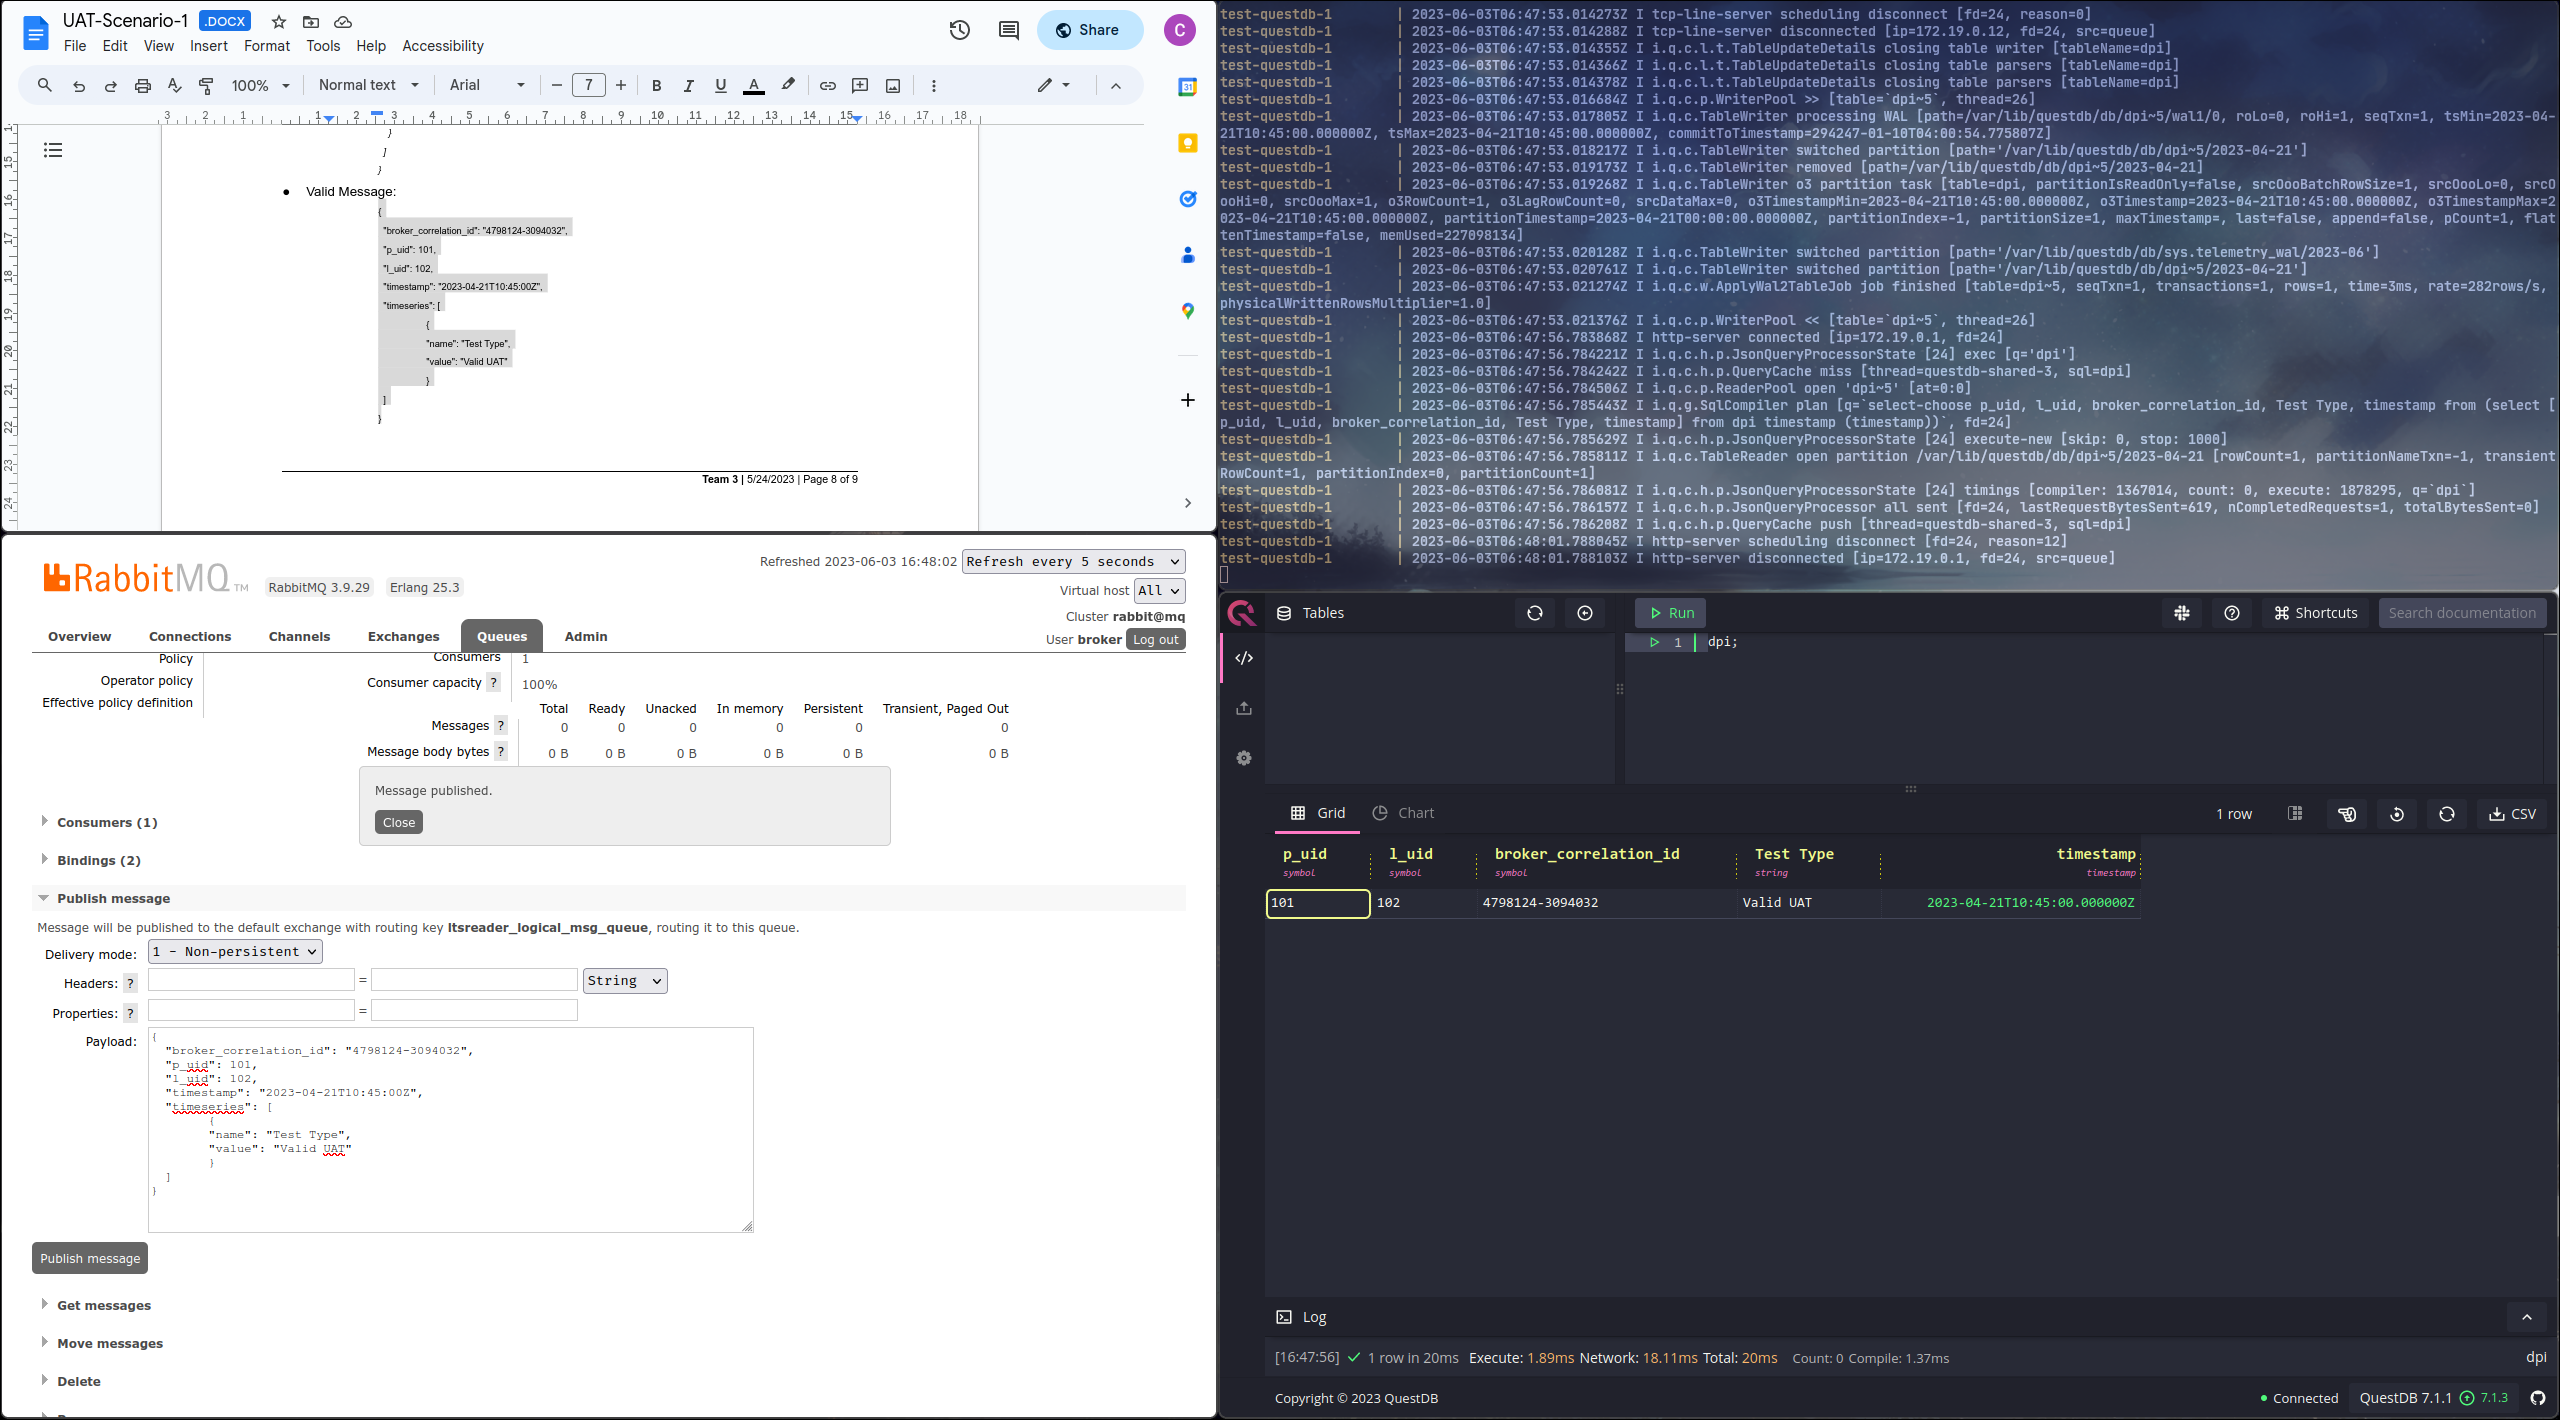 UAT-Scenario-1 .DOCX
File Edit View Insert Format Tools Help Accessibility
Share
C
100% Normal text Arial 7 B I U A
3 2 1 1 2 3 4 5 6 7 8 9 10 11 12 13 14 15 16 17 18
}
]
}
● Valid Message:
{
"broker_correlation_id": "4798124-3094032",
"p_uid": 101,
"l_uid": 102,
"timestamp": "2023-04-21T10:45:00Z",
"timeseries": [
{
"name": "Test Type",
"value": "Valid UAT"
}
]
}
Team 3 | 5/24/2023 | Page 8 of 9
test-questdb-1 | 2023-06-03T06:47:53.014273Z I tcp-line-server scheduling disconnect [fd=24, reason=0]
test-questdb-1 | 2023-06-03T06:47:53.014288Z I tcp-line-server disconnected [ip=172.19.0.12, fd=24, src=queue]
test-questdb-1 | 2023-06-03T06:47:53.014355Z I i.q.c.l.t.TableUpdateDetails closing table writer [tableName=dpi]
test-questdb-1 | 2023-06-03T06:47:53.014366Z I i.q.c.l.t.TableUpdateDetails closing table parsers [tableName=dpi]
test-questdb-1 | 2023-06-03T06:47:53.014378Z I i.q.c.l.t.TableUpdateDetails closing table parsers [tableName=dpi]
test-questdb-1 | 2023-06-03T06:47:53.016684Z I i.q.c.p.WriterPool >> [table=`dpi~5`, thread=26]
test-questdb-1 | 2023-06-03T06:47:53.017805Z I i.q.c.TableWriter processing WAL [path=/var/lib/questdb/db/dpi~5/wal1/0, roLo=0, roHi=1, seqTxn=1, tsMin=2023-04-
21T10:45:00.000000Z, tsMax=2023-04-21T10:45:00.000000Z, commitToTimestamp=294247-01-10T04:00:54.775807Z]
test-questdb-1 | 2023-06-03T06:47:53.018217Z I i.q.c.TableWriter switched partition [path='/var/lib/questdb/db/dpi~5/2023-04-21']
test-questdb-1 | 2023-06-03T06:47:53.019173Z I i.q.c.TableWriter removed [path=/var/lib/questdb/db/dpi~5/2023-04-21]
test-questdb-1 | 2023-06-03T06:47:53.019268Z I i.q.c.TableWriter o3 partition task [table=dpi, partitionIsReadOnly=false, srcOooBatchRowSize=1, srcOooLo=0, srcO
ooHi=0, srcOooMax=1, o3RowCount=1, o3LagRowCount=0, srcDataMax=0, o3TimestampMin=2023-04-21T10:45:00.000000Z, o3Timestamp=2023-04-21T10:45:00.000000Z, o3TimestampMax=2
023-04-21T10:45:00.000000Z, partitionTimestamp=2023-04-21T00:00:00.000000Z, partitionIndex=-1, partitionSize=1, maxTimestamp=, last=false, append=false, pCount=1, flat
tenTimestamp=false, memUsed=227098134]
test-questdb-1 | 2023-06-03T06:47:53.020128Z I i.q.c.TableWriter switched partition [path='/var/lib/questdb/db/sys.telemetry_wal/2023-06']
test-questdb-1 | 2023-06-03T06:47:53.020761Z I i.q.c.TableWriter switched partition [path='/var/lib/questdb/db/dpi~5/2023-04-21']
test-questdb-1 | 2023-06-03T06:47:53.021274Z I i.q.c.w.ApplyWal2TableJob job finished [table=dpi~5, seqTxn=1, transactions=1, rows=1, time=3ms, rate=282rows/s,
physicalWrittenRowsMultiplier=1.0]
test-questdb-1 | 2023-06-03T06:47:53.021376Z I i.q.c.p.WriterPool << [table=`dpi~5`, thread=26]
test-questdb-1 | 2023-06-03T06:47:56.783868Z I http-server connected [ip=172.19.0.1, fd=24]
test-questdb-1 | 2023-06-03T06:47:56.784221Z I i.q.c.h.p.JsonQueryProcessorState [24] exec [q='dpi']
test-questdb-1 | 2023-06-03T06:47:56.784242Z I i.q.c.h.p.QueryCache miss [thread=questdb-shared-3, sql=dpi]
test-questdb-1 | 2023-06-03T06:47:56.784506Z I i.q.c.p.ReaderPool open 'dpi~5' [at=0:0]
test-questdb-1 | 2023-06-03T06:47:56.785443Z I i.q.g.SqlCompiler plan [q=`select-choose p_uid, l_uid, broker_correlation_id, Test Type, timestamp from (select [
p_uid, l_uid, broker_correlation_id, Test Type, timestamp] from dpi timestamp (timestamp))`, fd=24]
test-questdb-1 | 2023-06-03T06:47:56.785629Z I i.q.c.h.p.JsonQueryProcessorState [24] execute-new [skip: 0, stop: 1000]
test-questdb-1 | 2023-06-03T06:47:56.785811Z I i.q.c.TableReader open partition /var/lib/questdb/db/dpi~5/2023-04-21 [rowCount=1, partitionNameTxn=-1, transient
RowCount=1, partitionIndex=0, partitionCount=1]
test-questdb-1 | 2023-06-03T06:47:56.786081Z I i.q.c.h.p.JsonQueryProcessorState [24] timings [compiler: 1367014, count: 0, execute: 1878295, q=`dpi`]
test-questdb-1 | 2023-06-03T06:47:56.786157Z I i.q.c.h.p.JsonQueryProcessor all sent [fd=24, lastRequestBytesSent=619, nCompletedRequests=1, totalBytesSent=0]
test-questdb-1 | 2023-06-03T06:47:56.786208Z I i.q.c.h.p.QueryCache push [thread=questdb-shared-3, sql=dpi]
test-questdb-1 | 2023-06-03T06:48:01.788045Z I http-server scheduling disconnect [fd=24, reason=12]
test-questdb-1 | 2023-06-03T06:48:01.788103Z I http-server disconnected [ip=172.19.0.1, fd=24, src=queue]
RabbitMQ TM RabbitMQ 3.9.29 Erlang 25.3
Refreshed 2023-06-03 16:48:02 Refresh every 5 seconds
Virtual host All
Cluster rabbit@mq
User broker Log out
Overview Connections Channels Exchanges Queues Admin
Policy
Operator policy
Effective policy definition
Consumers 1
Consumer capacity ? 100%
Total Ready Unacked In memory Persistent Transient, Paged Out
Messages ? 0 0 0 0 0 0
Message body bytes ? 0 B 0 B 0 B 0 B 0 B 0 B
Message published.
Close
Consumers (1)
Bindings (2)
Publish message
Message will be published to the default exchange with routing key ltsreader_logical_msg_queue, routing it to this queue.
Delivery mode: 1 - Non-persistent
Headers: ? = String
Properties: ? =
Payload:
{
"broker_correlation_id": "4798124-3094032",
"p_uid": 101,
"l_uid": 102,
"timestamp": "2023-04-21T10:45:00Z",
"timeseries": [
{
"name": "Test Type",
"value": "Valid UAT"
}
]
}
Publish message
Get messages
Move messages
Delete
Tables
Run
Shortcuts
Search documentation
1 dpi;
Grid Chart
1 row CSV
p_uid l_uid broker_correlation_id Test Type timestamp
symbol symbol symbol string timestamp
101 102 4798124-3094032 Valid UAT 2023-04-21T10:45:00.000000Z
Log
[16:47:56] 1 row in 20ms Execute: 1.89ms Network: 18.11ms Total: 20ms Count: 0 Compile: 1.37ms dpi
Copyright © 2023 QuestDB
Connected QuestDB 7.1.1 7.1.3